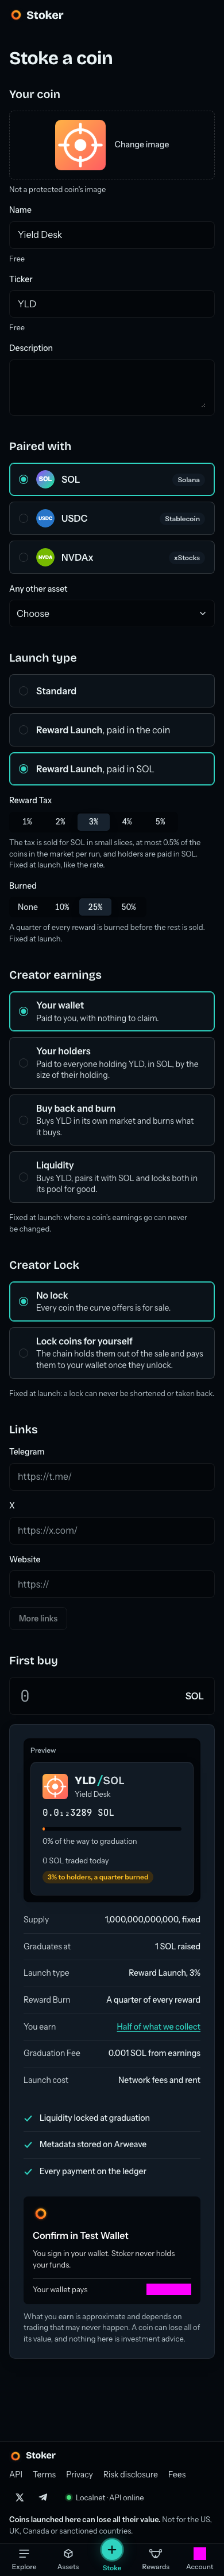 Stoker
Stoke a coin
Your coin
Change image
Not a protected coin's image
Name
Yield Desk
Free
Ticker
YLD
Free
Description
Paired with
SOL
SOL
Solana
USDC
USDC
Stablecoin
NVDA
NVDAx
xStocks
Any other asset
Choose
Launch type
Standard
Reward Launch, paid in the coin
Reward Launch, paid in SOL
Reward Tax
1% 2% 3% 4% 5%
The tax is sold for SOL in small slices, at most 0.5% of the
coins in the market per run, and holders are paid in SOL.
Fixed at launch, like the rate.
Burned
None 10% 25% 50%
A quarter of every reward is burned before the rest is sold.
Fixed at launch.
Creator earnings
Your wallet
Paid to you, with nothing to claim.
Your holders
Paid to everyone holding YLD, in SOL, by the
size of their holding.
Buy back and burn
Buys YLD in its own market and burns what
it buys.
Liquidity
Buys YLD, pairs it with SOL and locks both in
its pool for good.
Fixed at launch: where a coin's earnings go can never
be changed.
Creator Lock
No lock
Every coin the curve offers is for sale.
Lock coins for yourself
The chain holds them out of the sale and pays
them to your wallet once they unlock.
Fixed at launch: a lock can never be shortened or taken back.
Links
Telegram
https://t.me/
X
https://x.com/
Website
https://
More links
First buy
0
SOL
Preview
YLD/SOL
Yield Desk
0.0₁₂3289 SOL
0% of the way to graduation
0 SOL traded today
3% to holders, a quarter burned
Supply 1,000,000,000,000, fixed
Graduates at 1 SOL raised
Launch type Reward Launch, 3%
Reward Burn A quarter of every reward
You earn Half of what we collect
Graduation Fee 0.001 SOL from earnings
Launch cost Network fees and rent
Liquidity locked at graduation
Metadata stored on Arweave
Every payment on the ledger
Confirm in Test Wallet
You sign in your wallet. Stoker never holds
your funds.
Your wallet pays
What you earn is approximate and depends on
trading that may never happen. A coin can lose all of
its value, and nothing here is investment advice.
Stoker
API Terms Privacy Risk disclosure Fees
Localnet · API online
Coins launched here can lose all their value. Not for the US,
UK, Canada or sanctioned countries.
Explore Assets Stoke Rewards Account